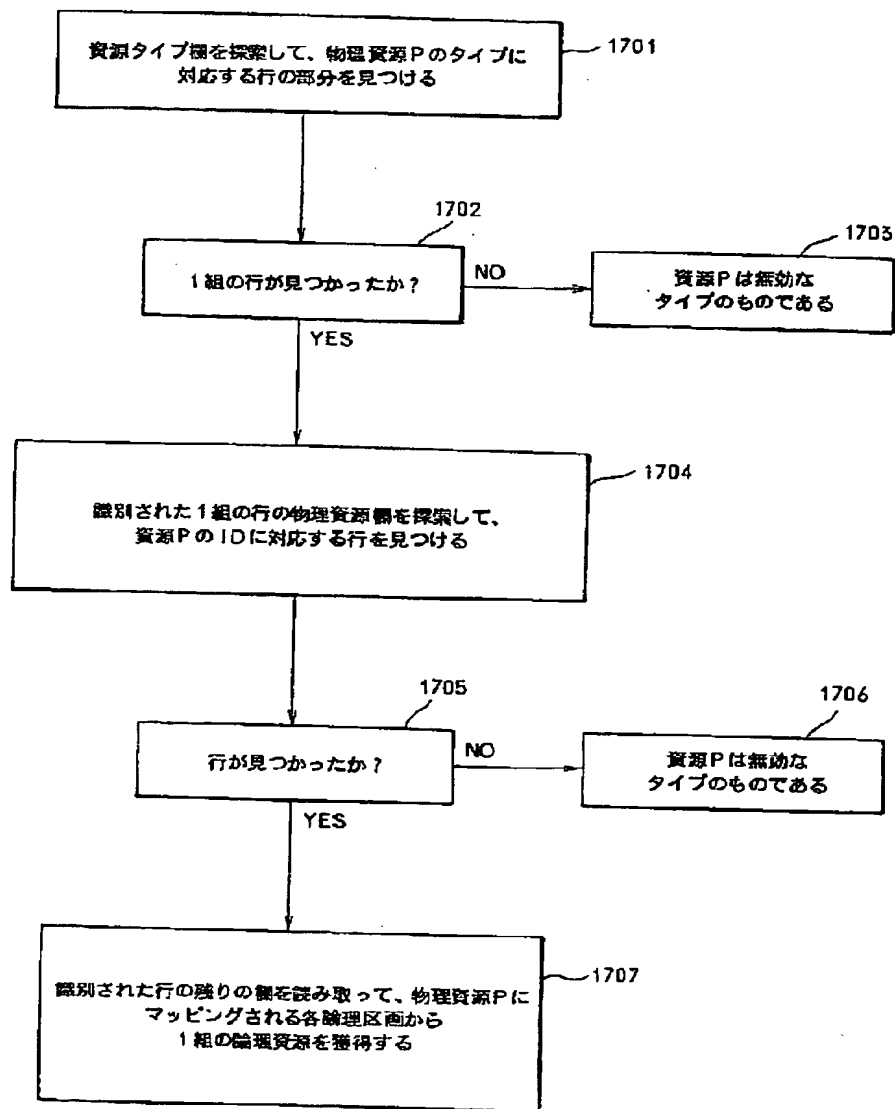 資源タイプ欄を探索して、物理資源Pのタイプに
対応する行の部分を見つける
1701
1702
1組の行が見つかったか?
NO
1703
資源Pは無効な
タイプのものである
YES
1704
識別された1組の行の物理資源欄を探索して、
資源PのIDに対応する行を見つける
1705
行が見つかったか?
NO
1706
資源Pは無効な
タイプのものである
YES
1707
識別された行の残りの欄を読み取って、物理資源Pに
マッピングされる各論理区画から
1組の論理資源を獲得する